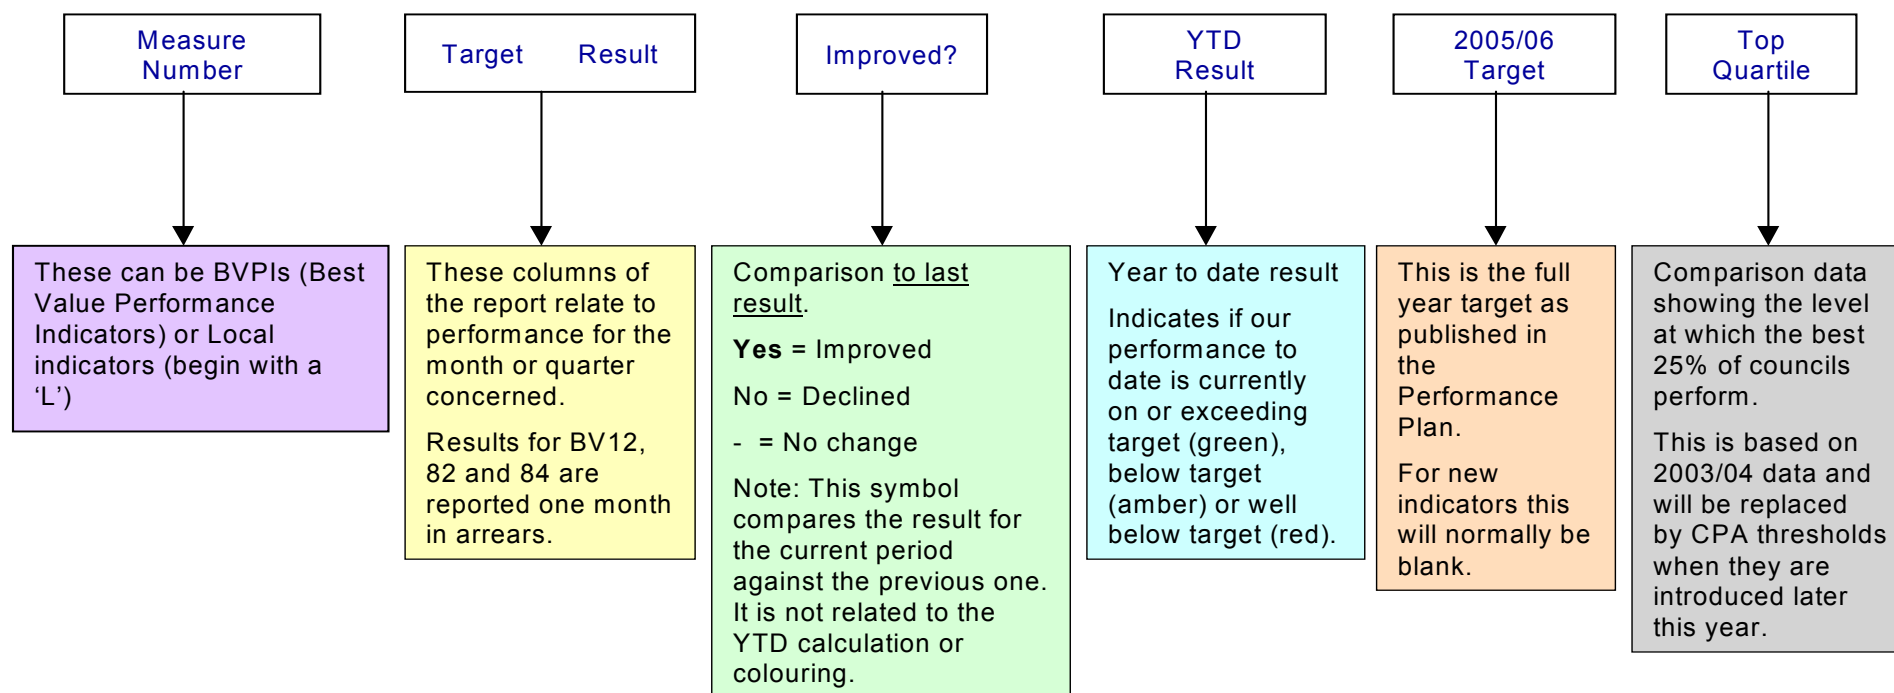 Measure
Number
Target Result
Improved?
YTD
Result
2005/06
Target
Top
Quartile
These can be BVPIs (Best
Value Performance
Indicators) or Local
indicators (begin with a
‘L’)
These columns of
the report relate to
performance for the
month or quarter
concerned.
Results for BV12,
82 and 84 are
reported one month
in arrears.
Comparison to last
result.
Yes = Improved
No = Declined
- = No change
Note: This symbol
compares the result for
the current period
against the previous one.
It is not related to the
YTD calculation or
colouring.
Year to date result
Indicates if our
performance to
date is currently
on or exceeding
target (green),
below target
(amber) or well
below target (red).
This is the full
year target as
published in
the
Performance
Plan.
For new
indicators this
will normally be
blank.
Comparison data
showing the level
at which the best
25% of councils
perform.
This is based on
2003/04 data and
will be replaced
by CPA thresholds
when they are
introduced later
this year.